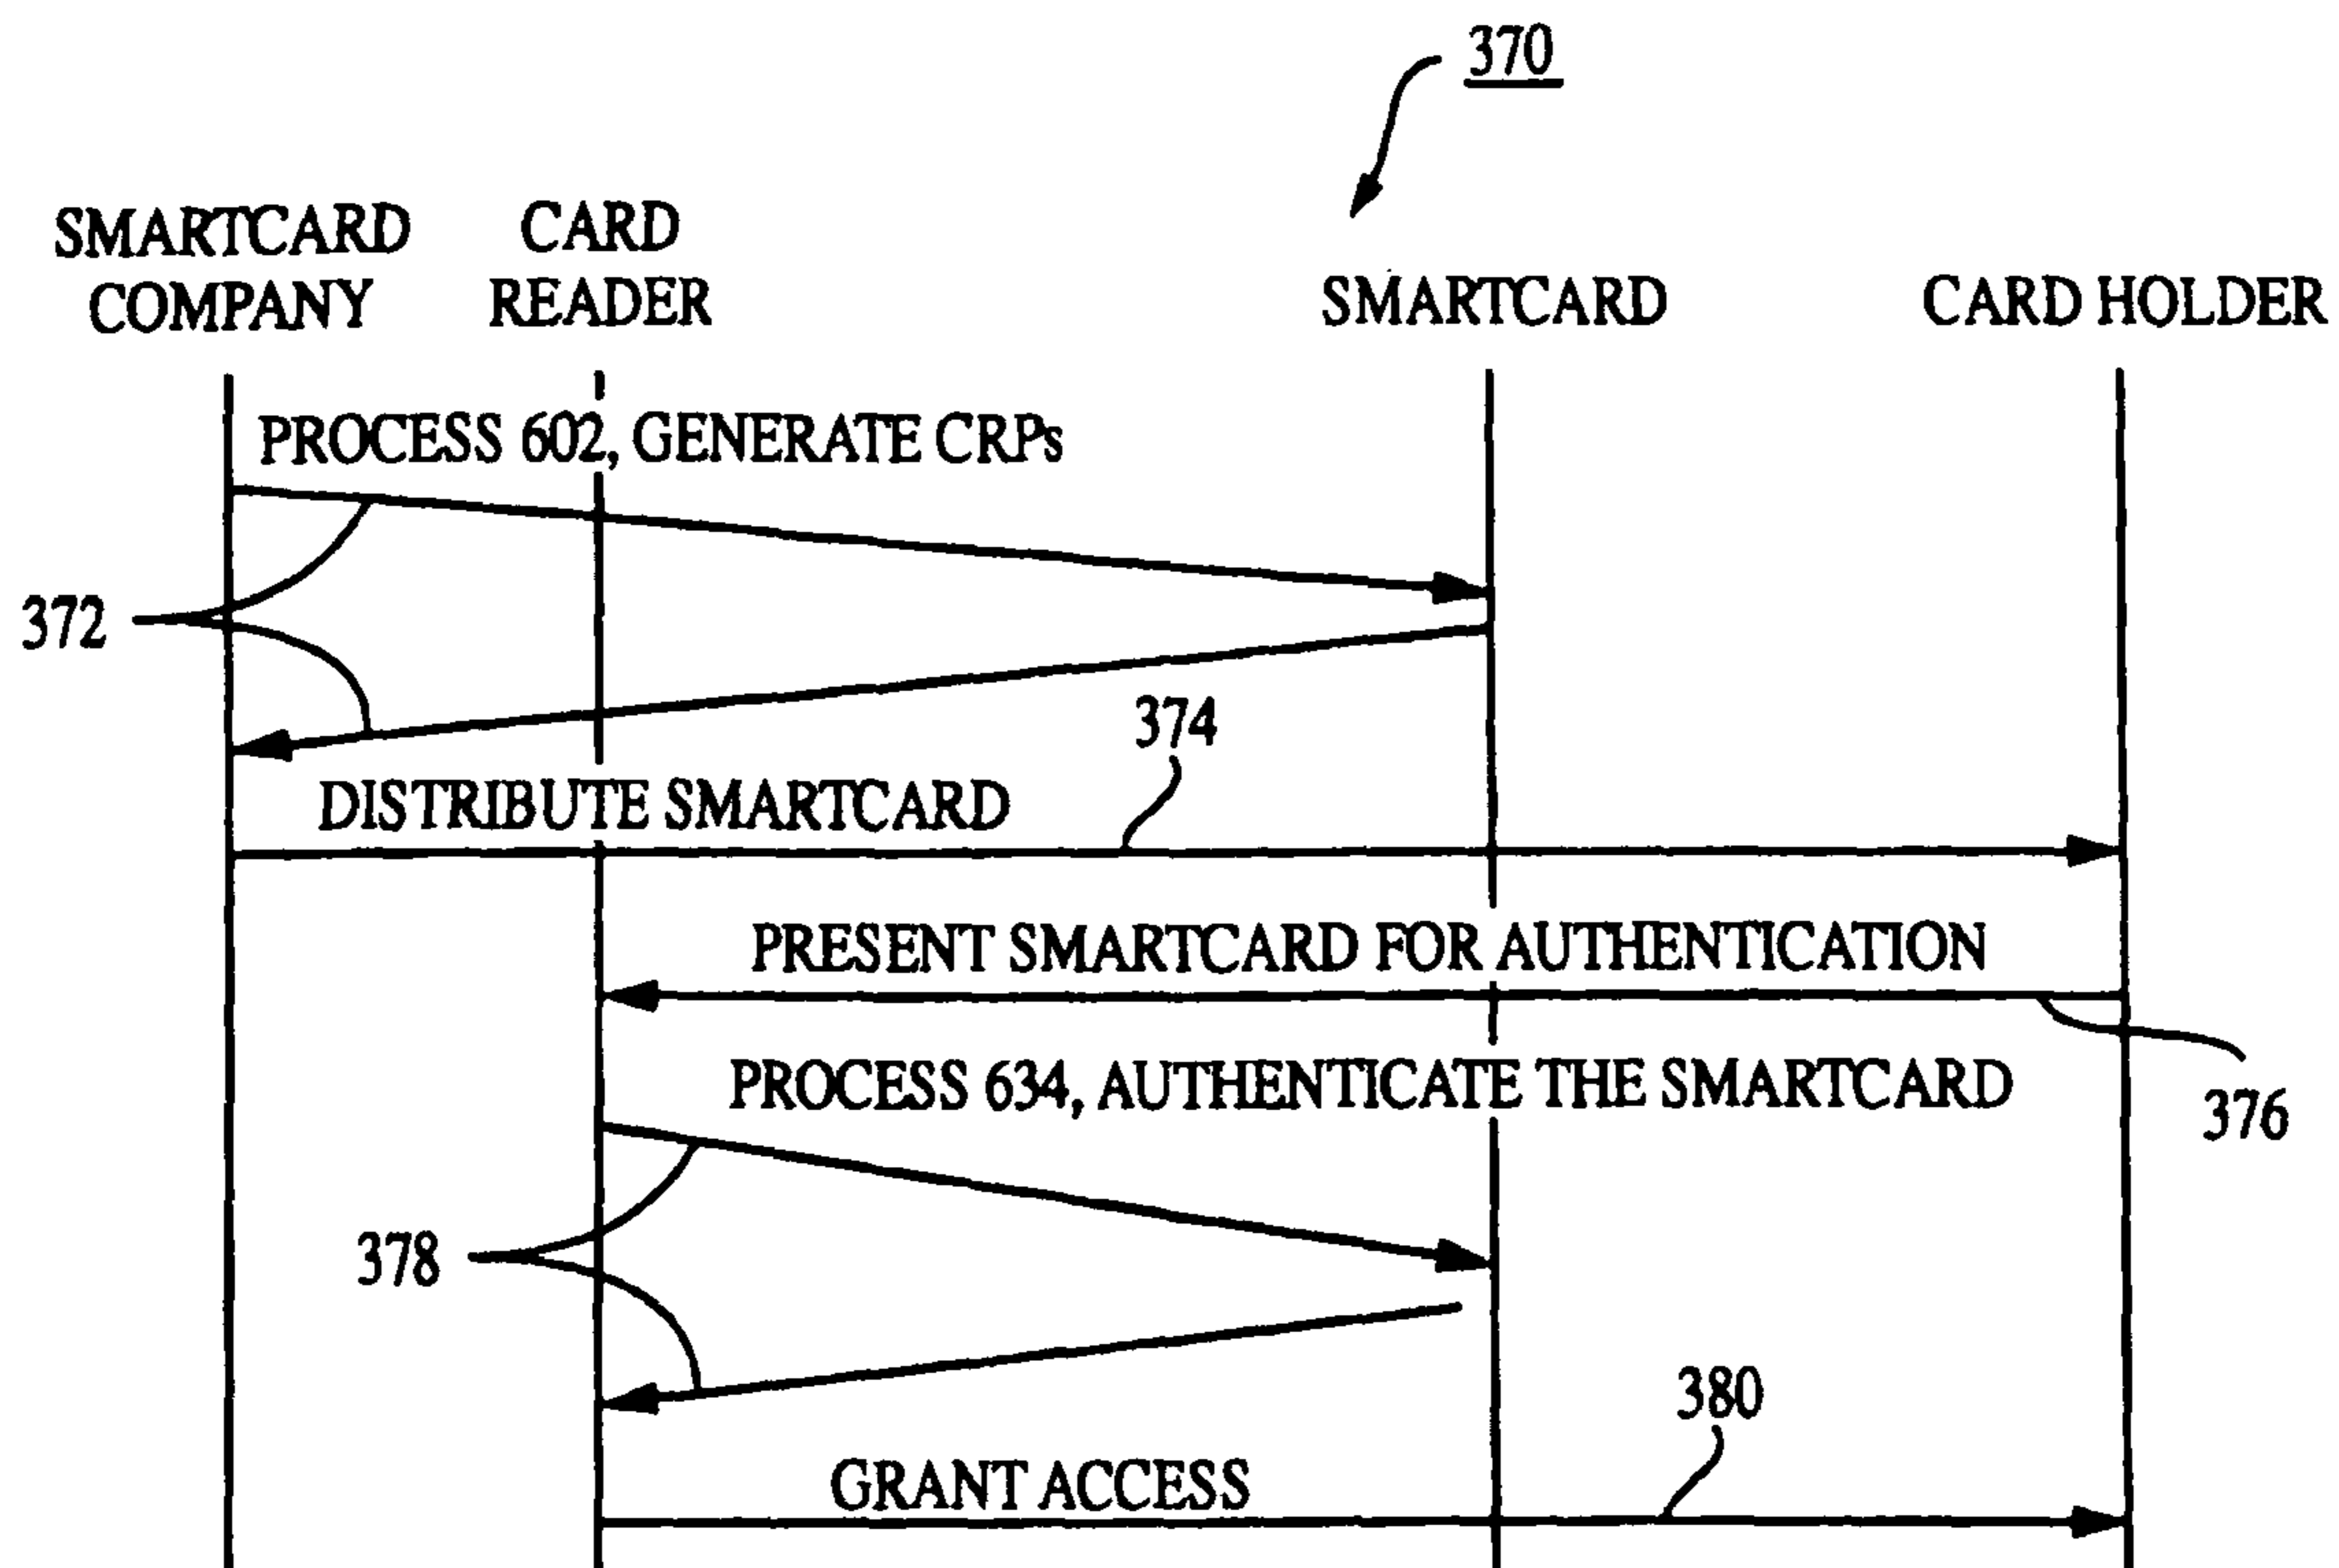 370
SMARTCARD
COMPANY
CARD
READER
SMARTCARD
CARD HOLDER
PROCESS 602, GENERATE CRPs
372
374
DISTRIBUTE SMARTCARD
PRESENT SMARTCARD FOR AUTHENTICATION
376
PROCESS 634, AUTHENTICATE THE SMARTCARD
378
380
GRANT ACCESS